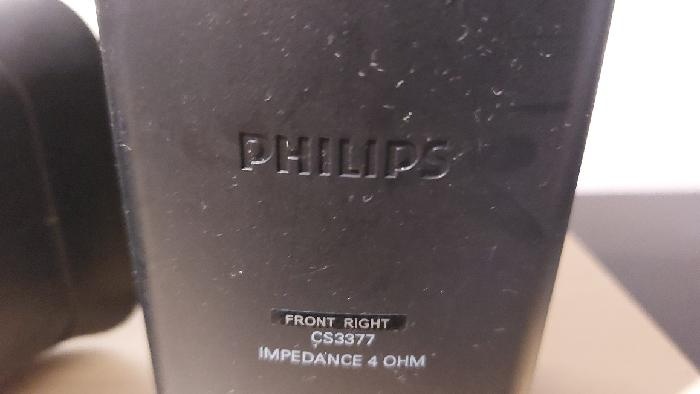 PHILIPS
FRONT RIGHT
CS3377
IMPEDANCE 4 OHM